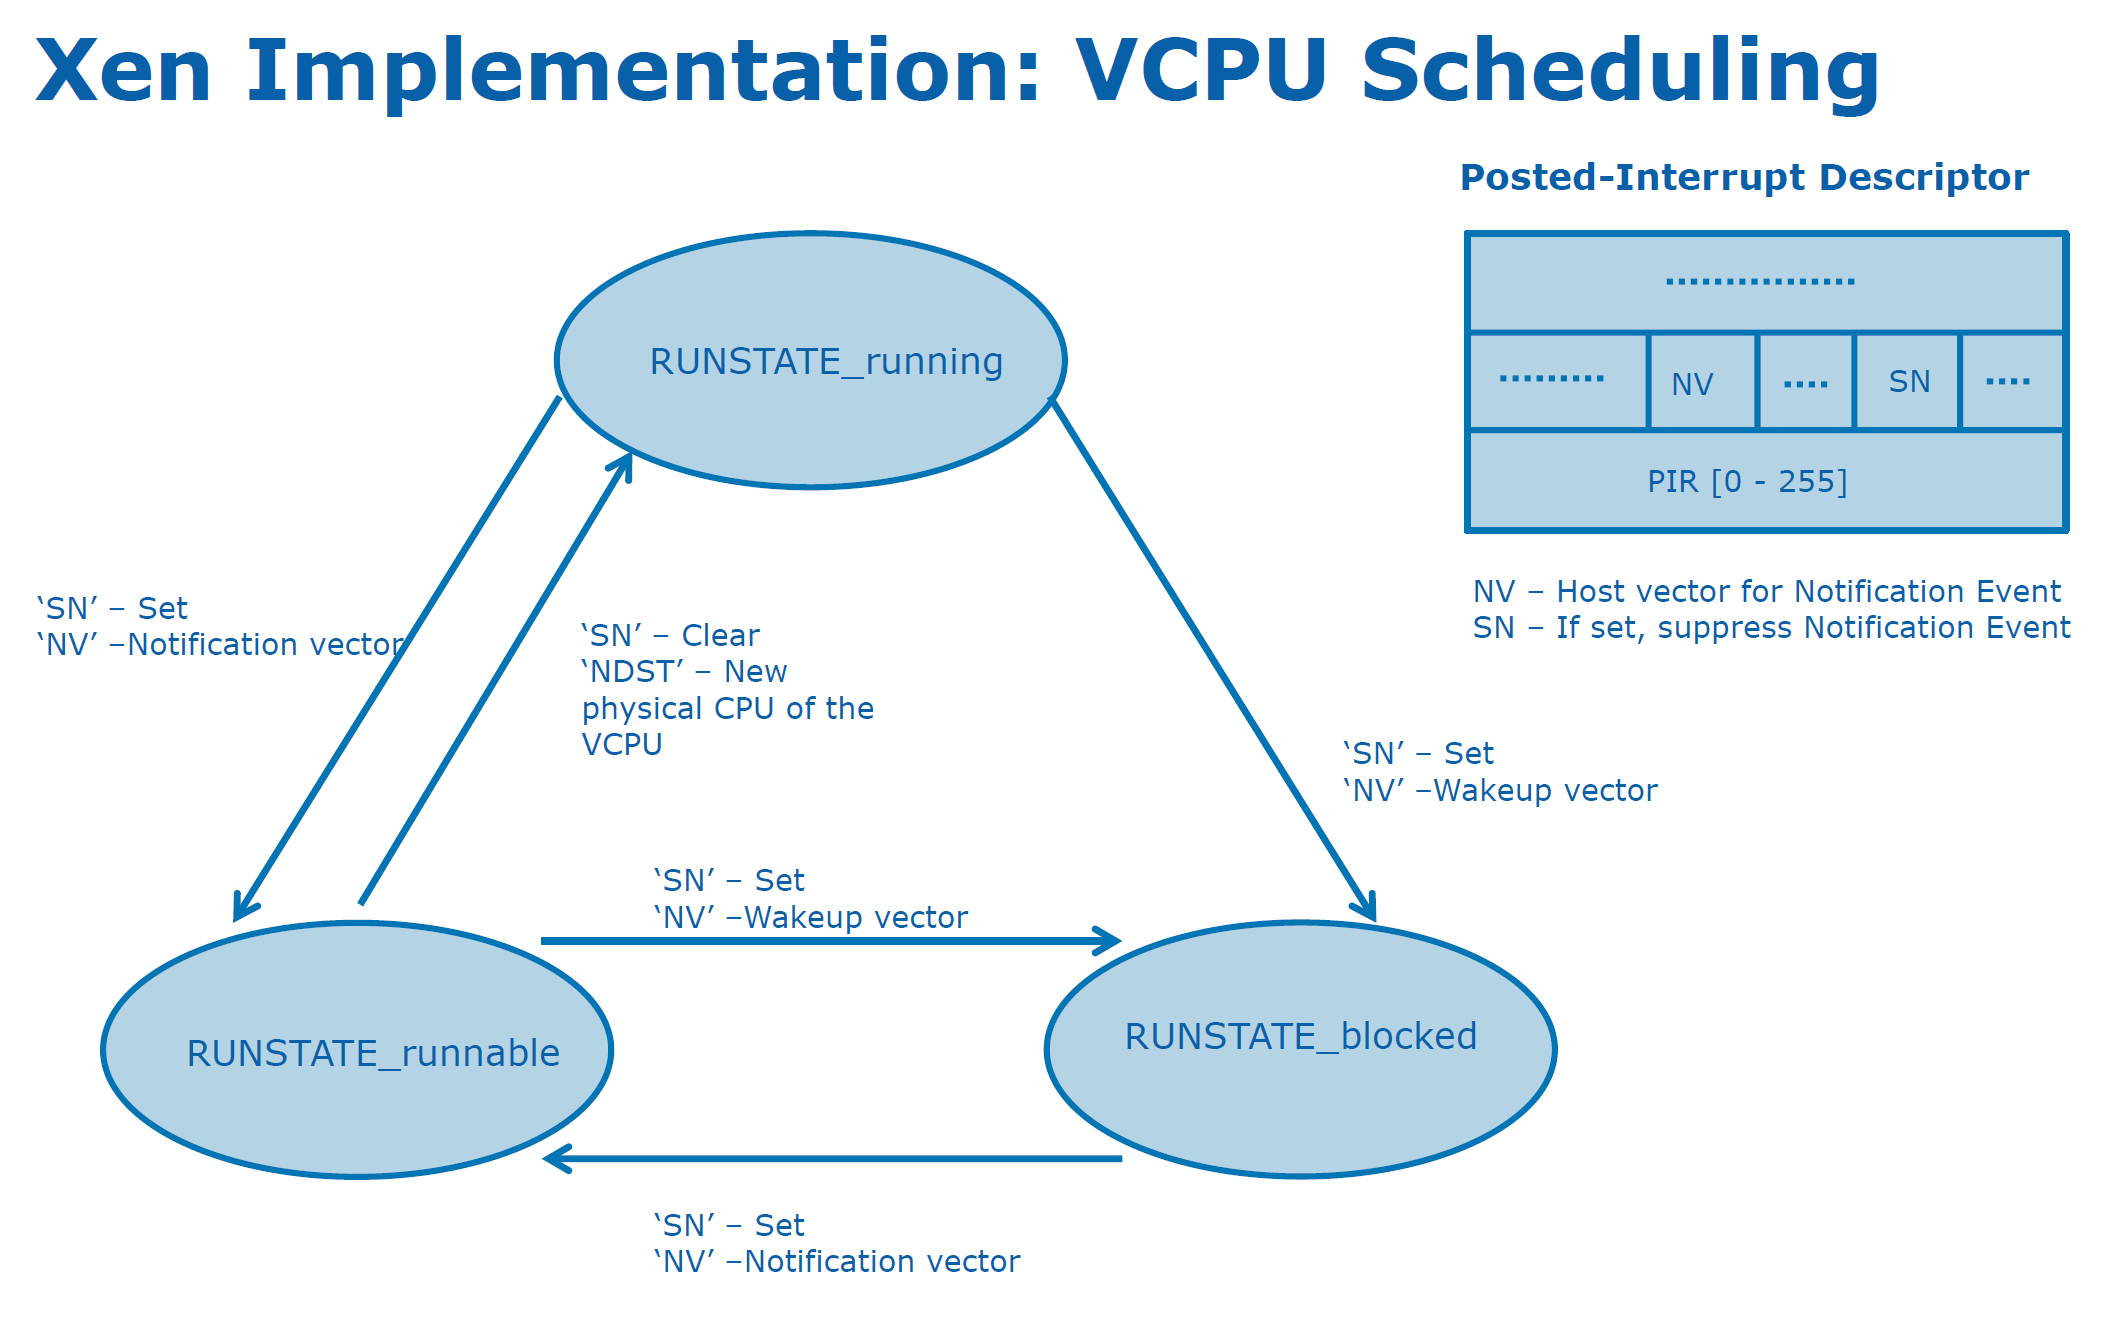 Xen Implementation: VCPU Scheduling
Posted-Interrupt Descriptor
RUNSTATE_running
NV
SN
PIR [0 - 255]
NV – Host vector for Notification Event
SN – If set, suppress Notification Event
‘SN’ – Set
‘NV’ –Notification vector
‘SN’ – Clear
‘NDST’ – New
physical CPU of the
VCPU
‘SN’ – Set
‘NV’ –Wakeup vector
‘SN’ – Set
‘NV’ –Wakeup vector
RUNSTATE_runnable
RUNSTATE_blocked
‘SN’ – Set
‘NV’ –Notification vector